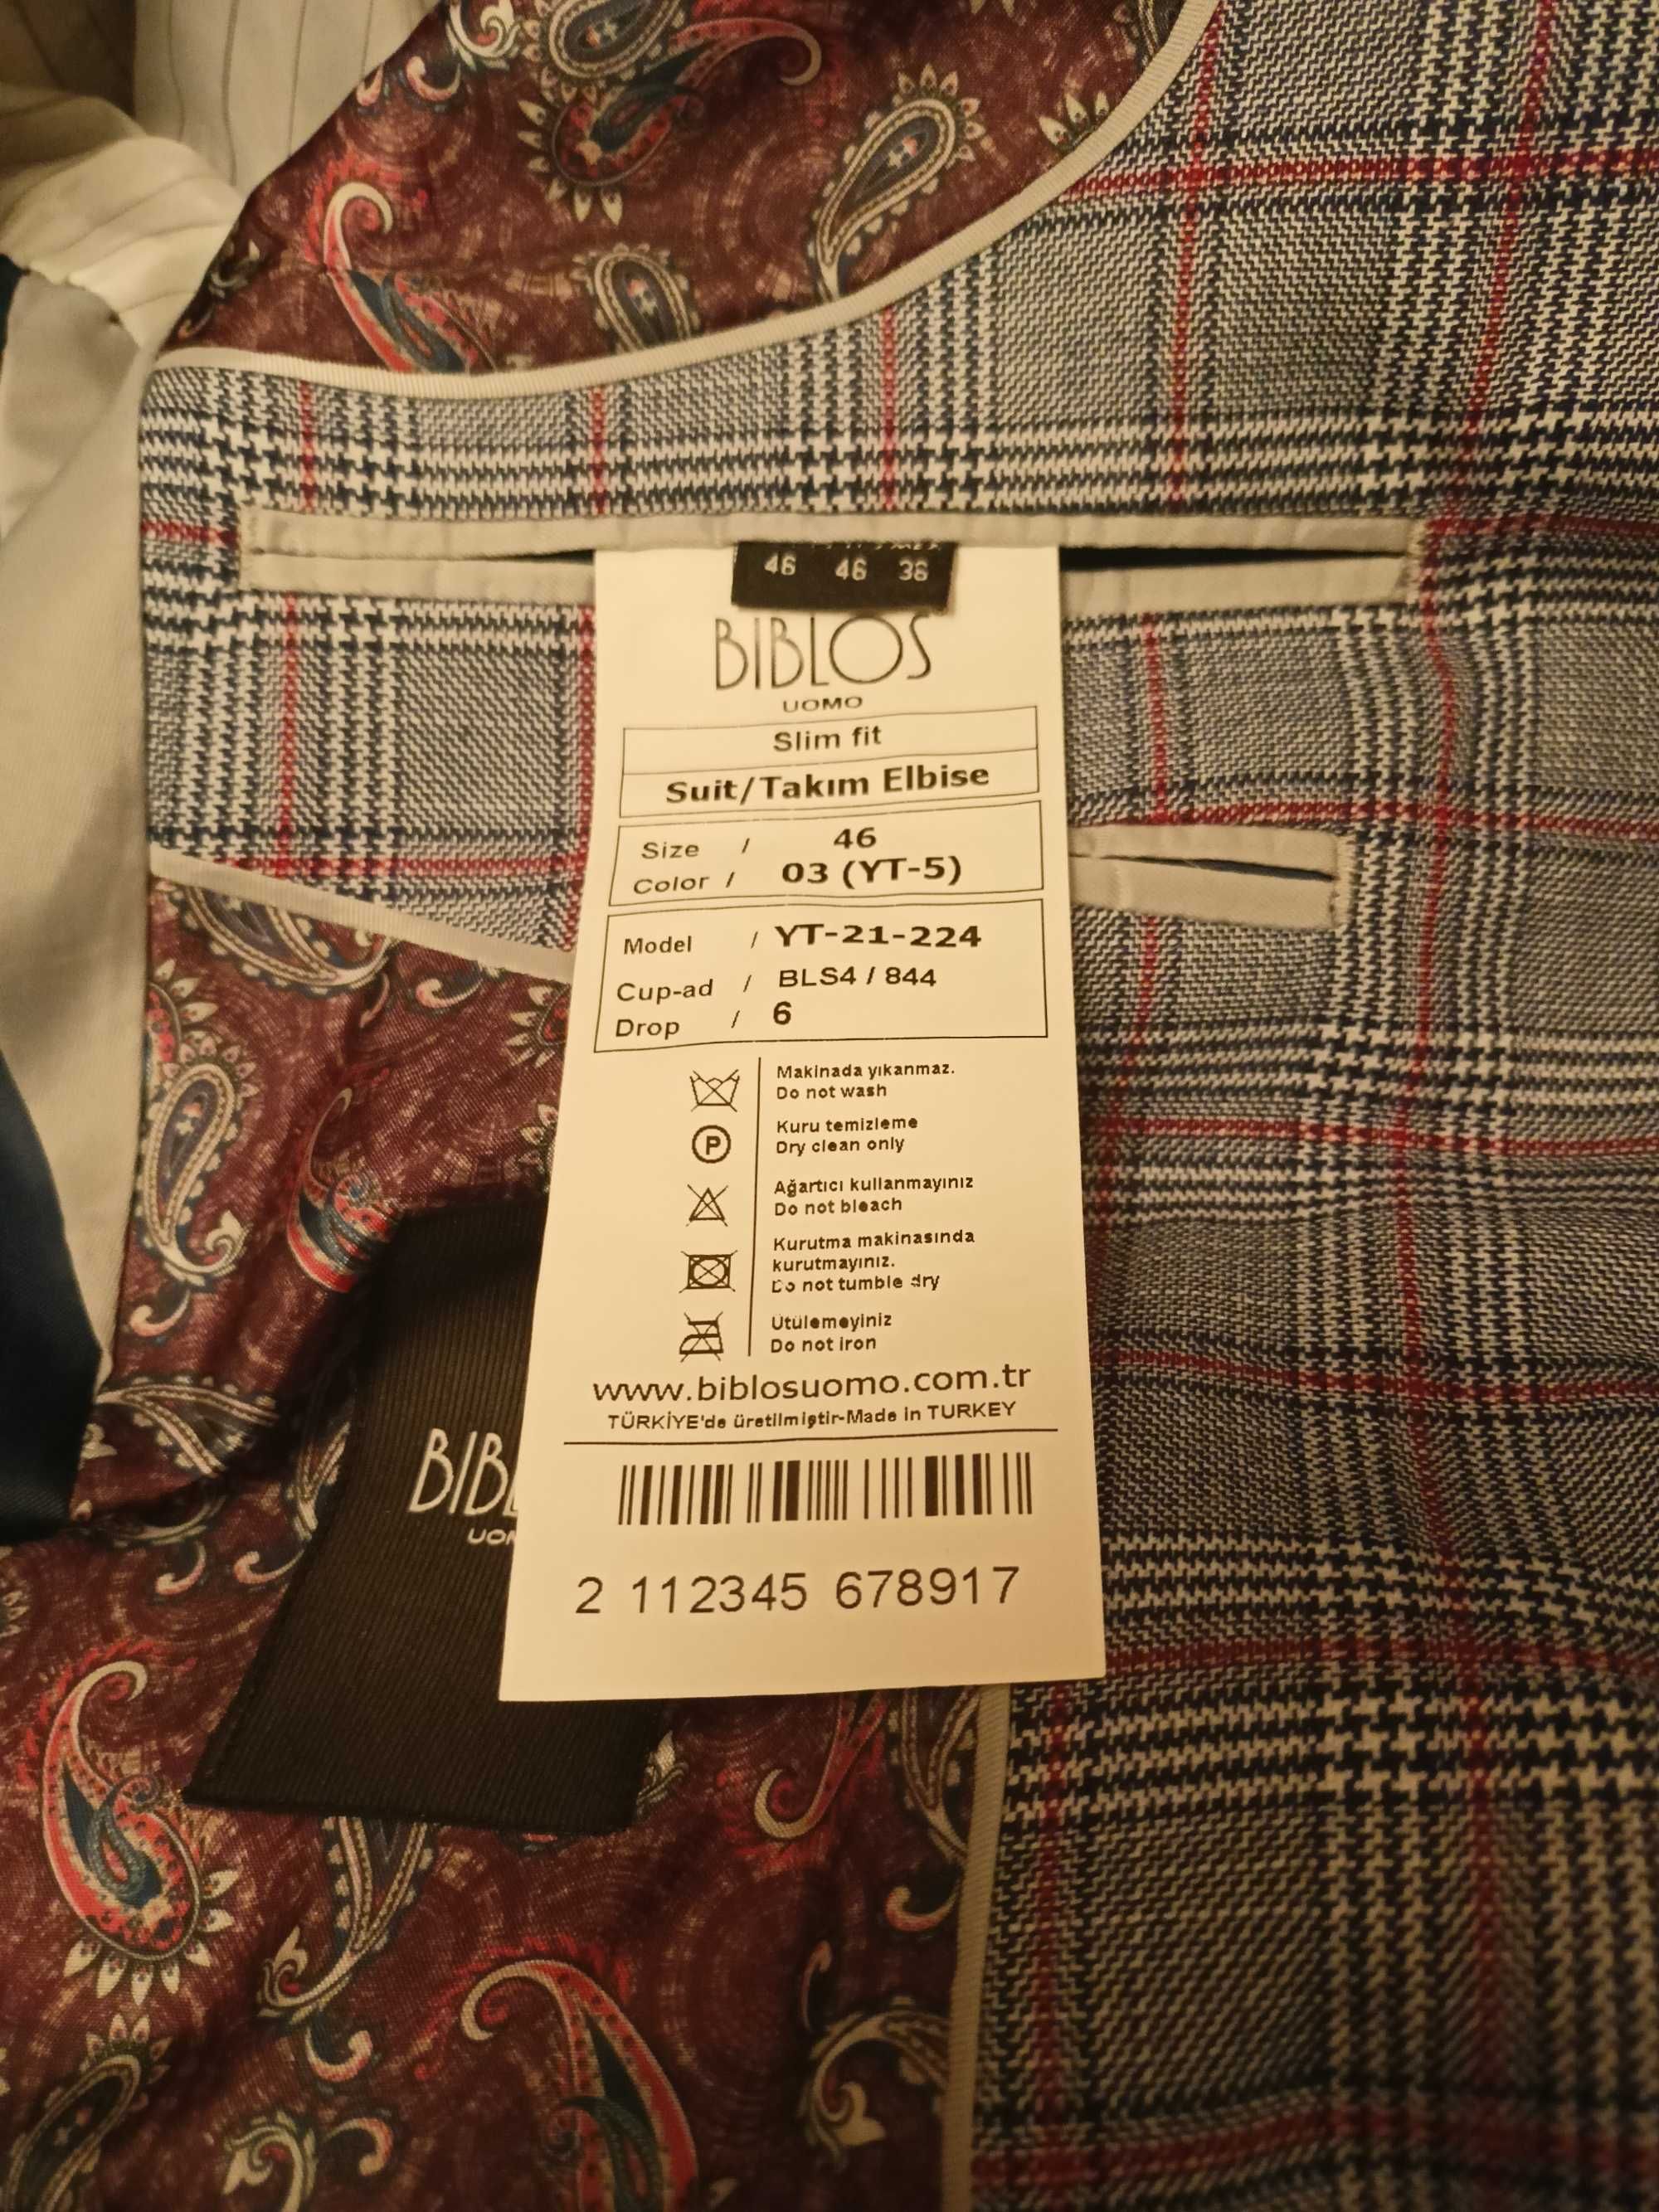 46 46 36
BIBLOS
UOMO
Slim fit
Suit/Takım Elbise
Size / 46
Color / 03 (YT-5)
Model / YT-21-224
Cup-ad / BLS4 / 844
Drop / 6
Makinada yıkanmaz.
Do not wash
P
Kuru temizleme
Dry clean only
Ağartıcı kullanmayınız
Do not bleach
Kurutma makinasında
kurutmayınız.
Do not tumble dry
Ütülemeyiniz
Do not iron
www.biblosuomo.com.tr
TÜRKİYE'de üretilmiştir-Made in TURKEY
2 112345 678917
BIBL
UOM